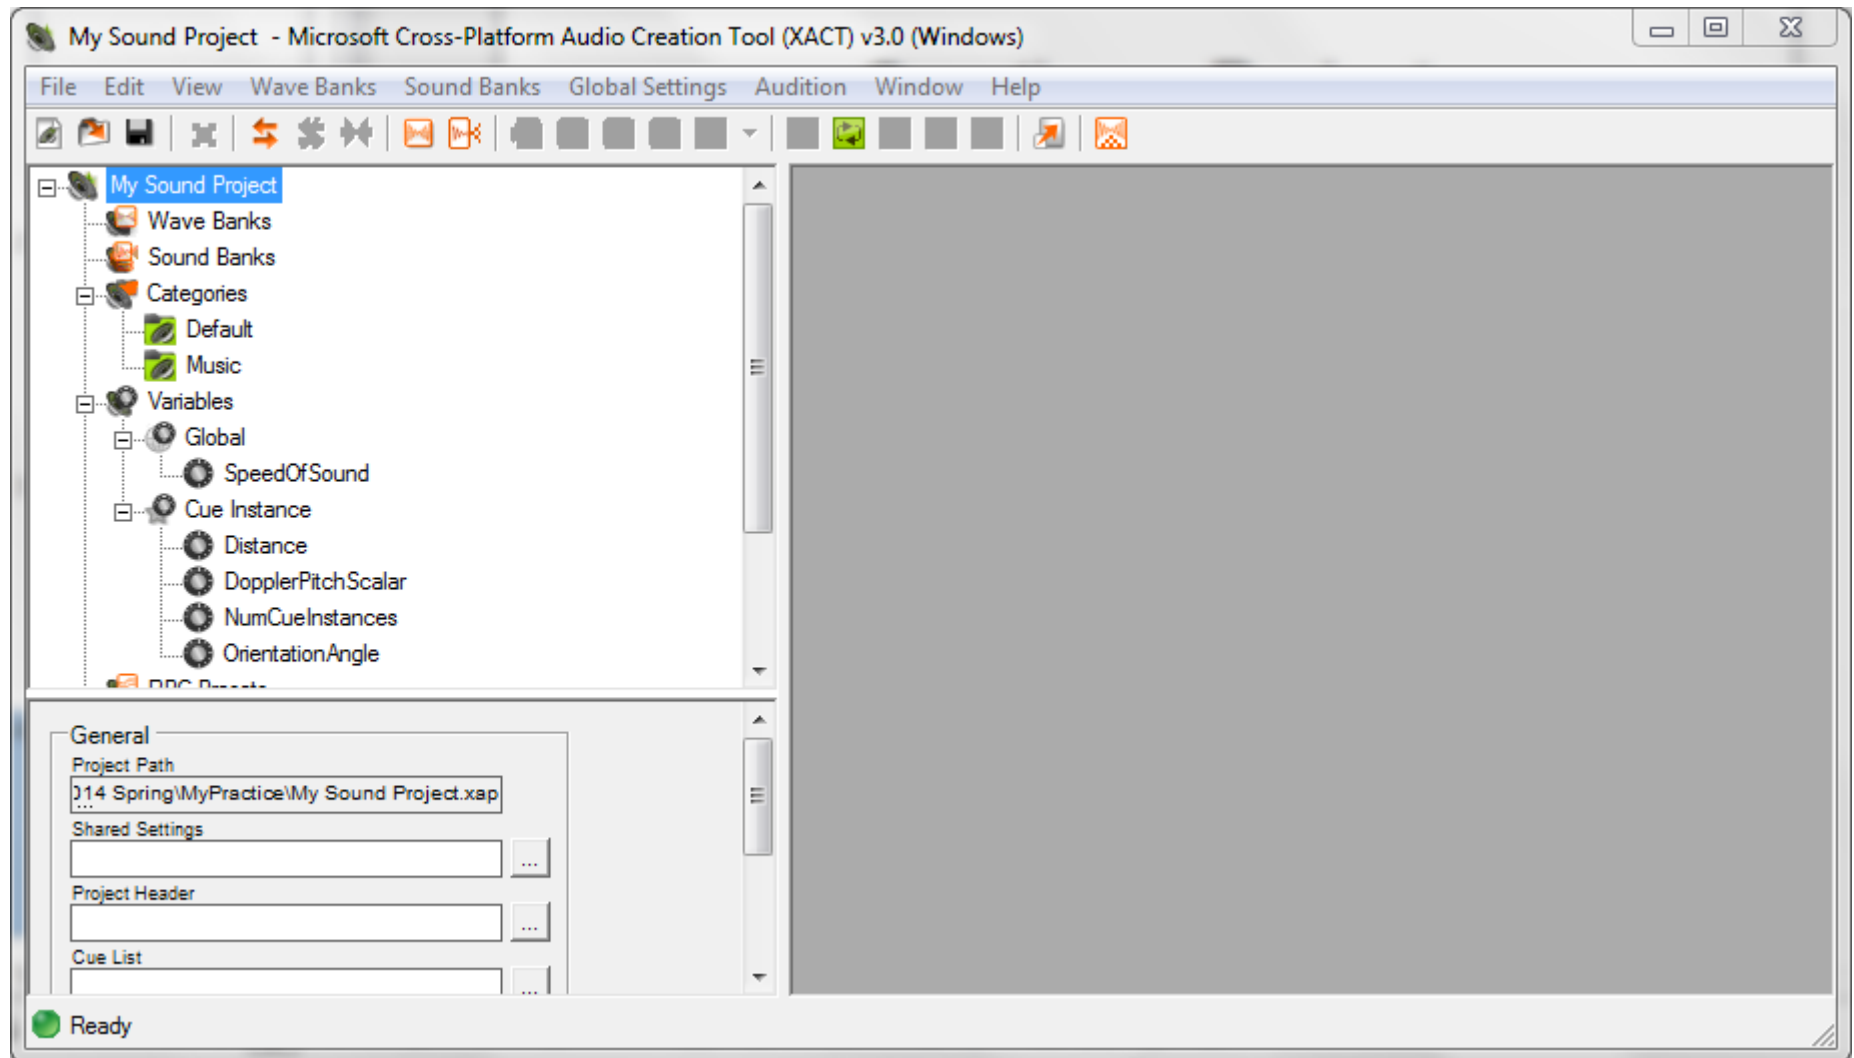 My Sound Project - Microsoft Cross-Platform Audio Creation Tool (XACT) v3.0 (Windows)
File Edit View Wave Banks Sound Banks Global Settings Audition Window Help
My Sound Project
Wave Banks
Sound Banks
Categories
Default
Music
Variables
Global
SpeedOfSound
Cue Instance
Distance
DopplerPitchScalar
NumCueInstances
OrientationAngle
General
Project Path
14 Spring\MyPractice\My Sound Project.xap
Shared Settings
...
Project Header
...
Cue List
...
Ready